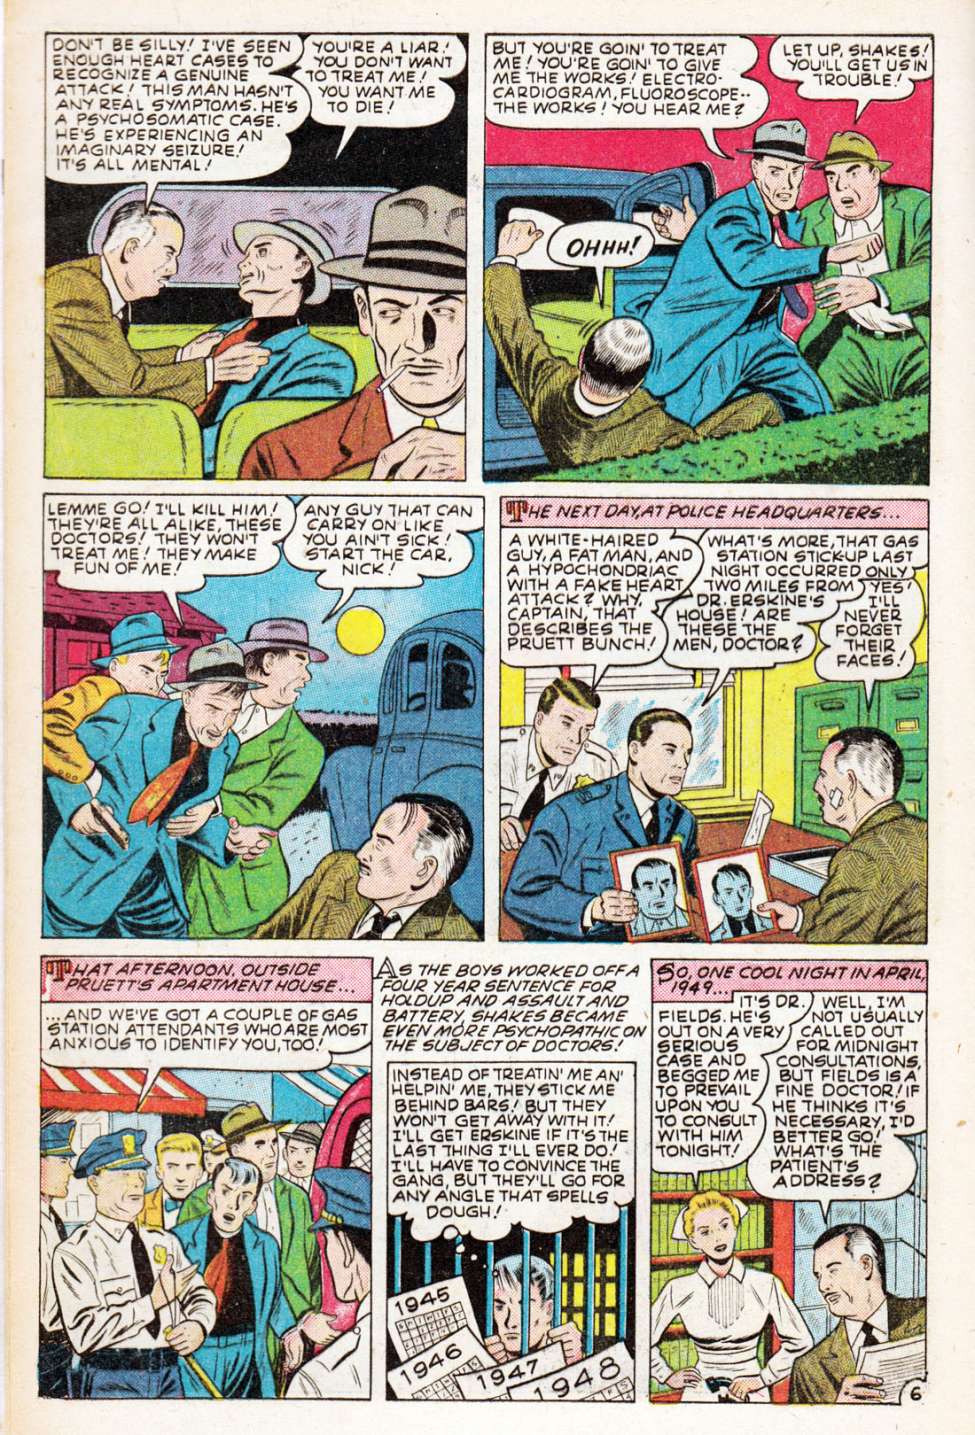 DON'T BE SILLY! I'VE SEEN
ENOUGH HEART CASES TO
RECOGNIZE A GENUINE
ATTACK! THIS MAN HASN'T
ANY REAL SYMPTOMS. HE'S
A PSYCHOSOMATIC CASE.
HE'S EXPERIENCING AN
IMAGINARY SEIZURE!
IT'S ALL MENTAL!
YOU'RE A LIAR!
YOU DON'T WANT
TO TREAT ME!
YOU WANT ME
TO DIE!
BUT YOU'RE GOIN' TO TREAT
ME! YOU'RE GOIN' TO GIVE
ME THE WORKS! ELECTRO-
CARDIOGRAM, FLUOROSCOPE--
THE WORKS! YOU HEAR ME?
LET UP, SHAKES!
YOU'LL GET US IN
TROUBLE!
OHHH!
LEMME GO! I'LL KILL HIM!
THEY'RE ALL ALIKE, THESE
DOCTORS! THEY WON'T
TREAT ME! THEY MAKE
FUN OF ME!
ANY GUY THAT CAN
CARRY ON LIKE
YOU AIN'T SICK!
START THE CAR,
NICK!
THE NEXT DAY, AT POLICE HEADQUARTERS...
A WHITE-HAIRED
GUY, A FAT MAN, AND
A HYPOCHONDRIAC
WITH A FAKE HEART
ATTACK? WHY,
CAPTAIN, THAT
DESCRIBES THE
PRUETT BUNCH!
WHAT'S MORE, THAT GAS
STATION STICK-UP LAST
NIGHT OCCURRED ONLY
TWO MILES FROM
DR. ERSKINE'S
HOUSE! ARE
THESE THE
MEN, DOCTOR?
YES!
I'LL
NEVER
FORGET
THEIR
FACES!
THAT AFTERNOON, OUTSIDE
PRUETT'S APARTMENT HOUSE...
...AND WE'VE GOT A COUPLE OF GAS
STATION ATTENDANTS WHO ARE MOST
ANXIOUS TO IDENTIFY YOU, TOO!
AS THE BOYS WORKED OFF A
FOUR YEAR SENTENCE FOR
HOLDUP AND ASSAULT AND
BATTERY, SHAKES BECAME
EVEN MORE PSYCHOPATHIC ON
THE SUBJECT OF DOCTORS!
INSTEAD OF TREATIN' ME AN'
HELPIN' ME, THEY STICK ME
BEHIND BARS! BUT THEY
WON'T GET AWAY WITH IT!
I'LL GET ERSKINE IF IT'S THE
LAST THING I'LL EVER DO!
I'LL HAVE TO CONVINCE THE
GANG, BUT THEY'LL GO FOR
ANY ANGLE THAT SPELLS
DOUGH!
1945
1946
1947
1948
SO, ONE COOL NIGHT IN APRIL,
1949...
IT'S DR.
FIELDS. HE'S
OUT ON A VERY
SERIOUS
CASE AND
BEGGED ME
TO PREVAIL
UPON YOU
TO CONSULT
WITH HIM
TONIGHT!
WELL, I'M
NOT USUALLY
CALLED OUT
FOR MIDNIGHT
CONSULTATIONS,
BUT FIELDS IS A
FINE DOCTOR! IF
HE THINKS IT'S
NECESSARY, I'D
BETTER GO!
WHAT'S THE
PATIENT'S
ADDRESS?
6